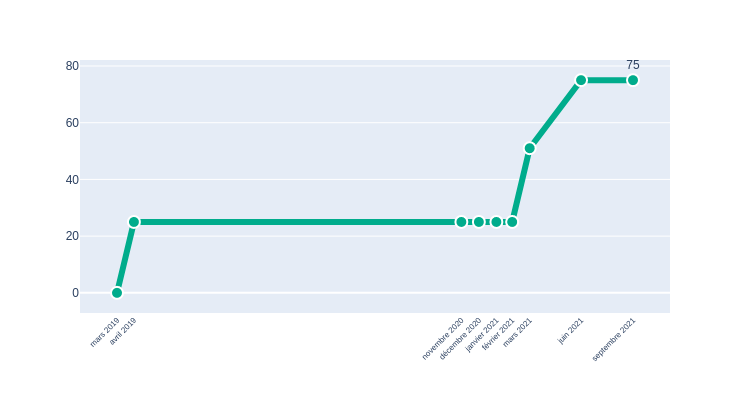 75
80
60
40
20
0
mars 2019
avril 2019
novembre 2020
décembre 2020
janvier 2021
février 2021
mars 2021
juin 2021
septembre 2021